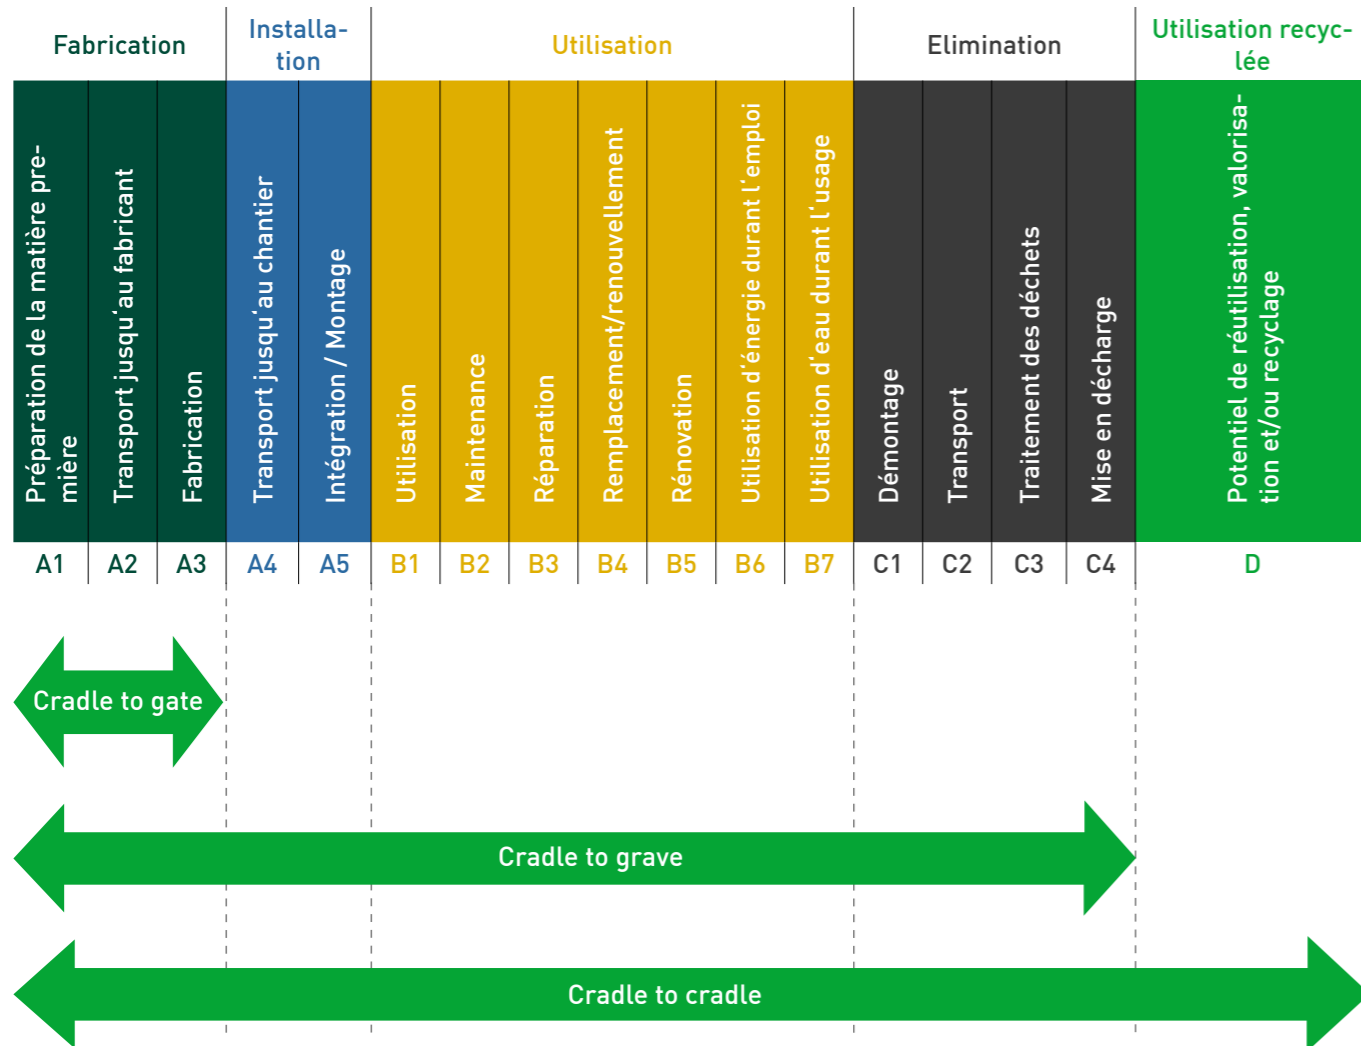 Fabrication
Installa-
tion
Utilisation
Elimination
Utilisation recyc-
lée
Préparation de la matière pre-
mière
Transport jusqu‘au fabricant
Fabrication
Transport jusqu‘au chantier
Intégration / Montage
Utilisation
Maintenance
Réparation
Remplacement/renouvellement
Rénovation
Utilisation d‘énergie durant l‘emploi
Utilisation d‘eau durant l‘usage
Démontage
Transport
Traitement des déchets
Mise en décharge
Potentiel de réutilisation, valorisa-
tion et/ou recyclage
A1 A2 A3 A4 A5 B1 B2 B3 B4 B5 B6 B7 C1 C2 C3 C4 D
Cradle to gate
Cradle to grave
Cradle to cradle